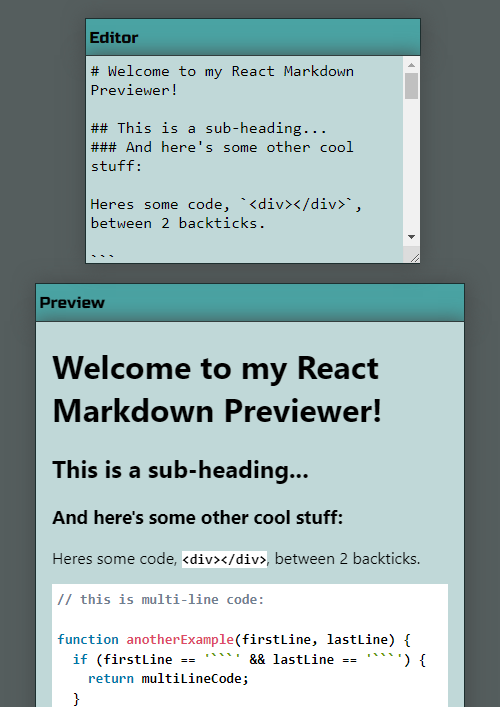 Editor
# Welcome to my React Markdown
Previewer!
## This is a sub-heading...
### And here's some other cool
stuff:
Heres some code, `<div></div>`,
between 2 backticks.
```
Preview
Welcome to my React
Markdown Previewer!
This is a sub-heading...
And here's some other cool stuff:
Heres some code, <div></div>, between 2 backticks.
// this is multi-line code:
function anotherExample(firstLine, lastLine) {
  if (firstLine == '```' && lastLine == '```') {
    return multiLineCode;
  }